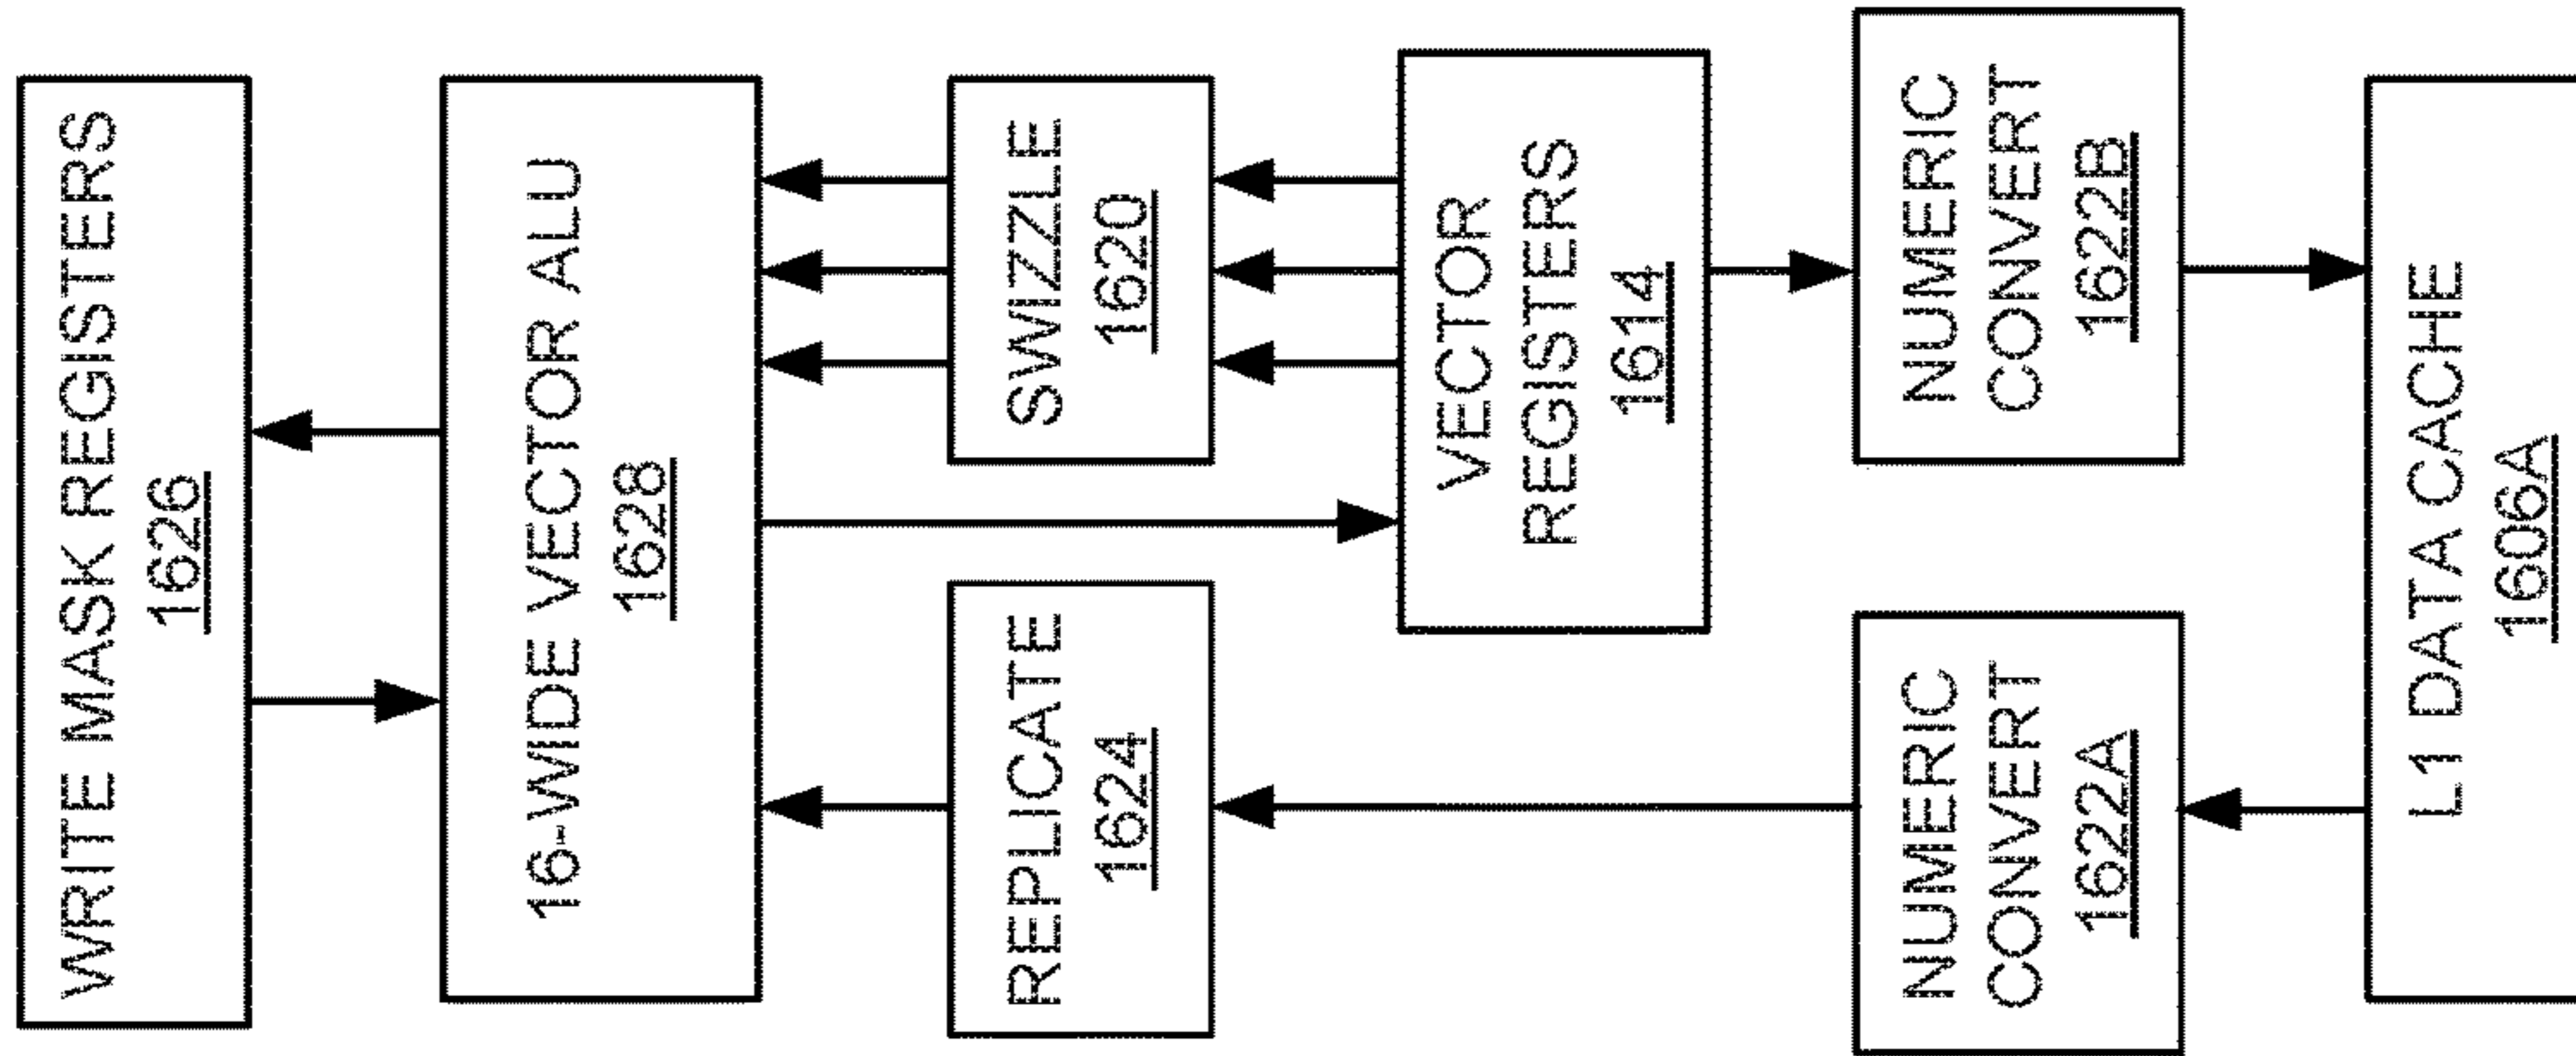 WRITE MASK REGISTERS
1626
16-WIDE VECTOR ALU
1628
REPLICATE
1624
SWIZZLE
1620
VECTOR
REGISTERS
1614
NUMERIC
CONVERT
1622A
NUMERIC
CONVERT
1622B
L1 DATA CACHE
1606A